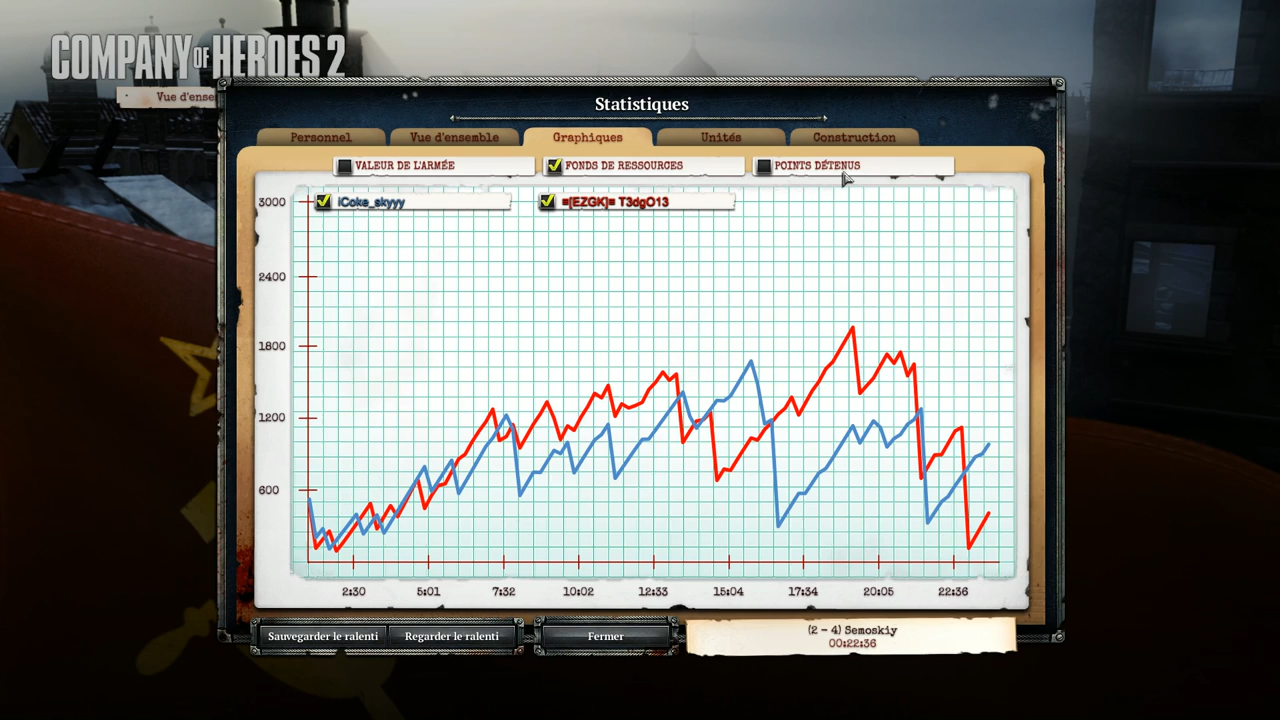 COMPANY OF HEROES 2
Vue d'ense
Statistiques
Personnel
Vue d'ensemble
Graphiques
Unités
Construction
VALEUR DE L'ARMÉE
FONDS DE RESSOURCES
POINTS DÉTENUS
iCoke_skyyy
=[EZGK]= T3dgO13
3000
2400
1800
1200
600
2:30 5:01 7:32 10:02 12:33 15:04 17:34 20:05 22:36
Sauvegarder le ralenti
Regarder le ralenti
Fermer
(2 - 4) Semoskiy
00:22:36